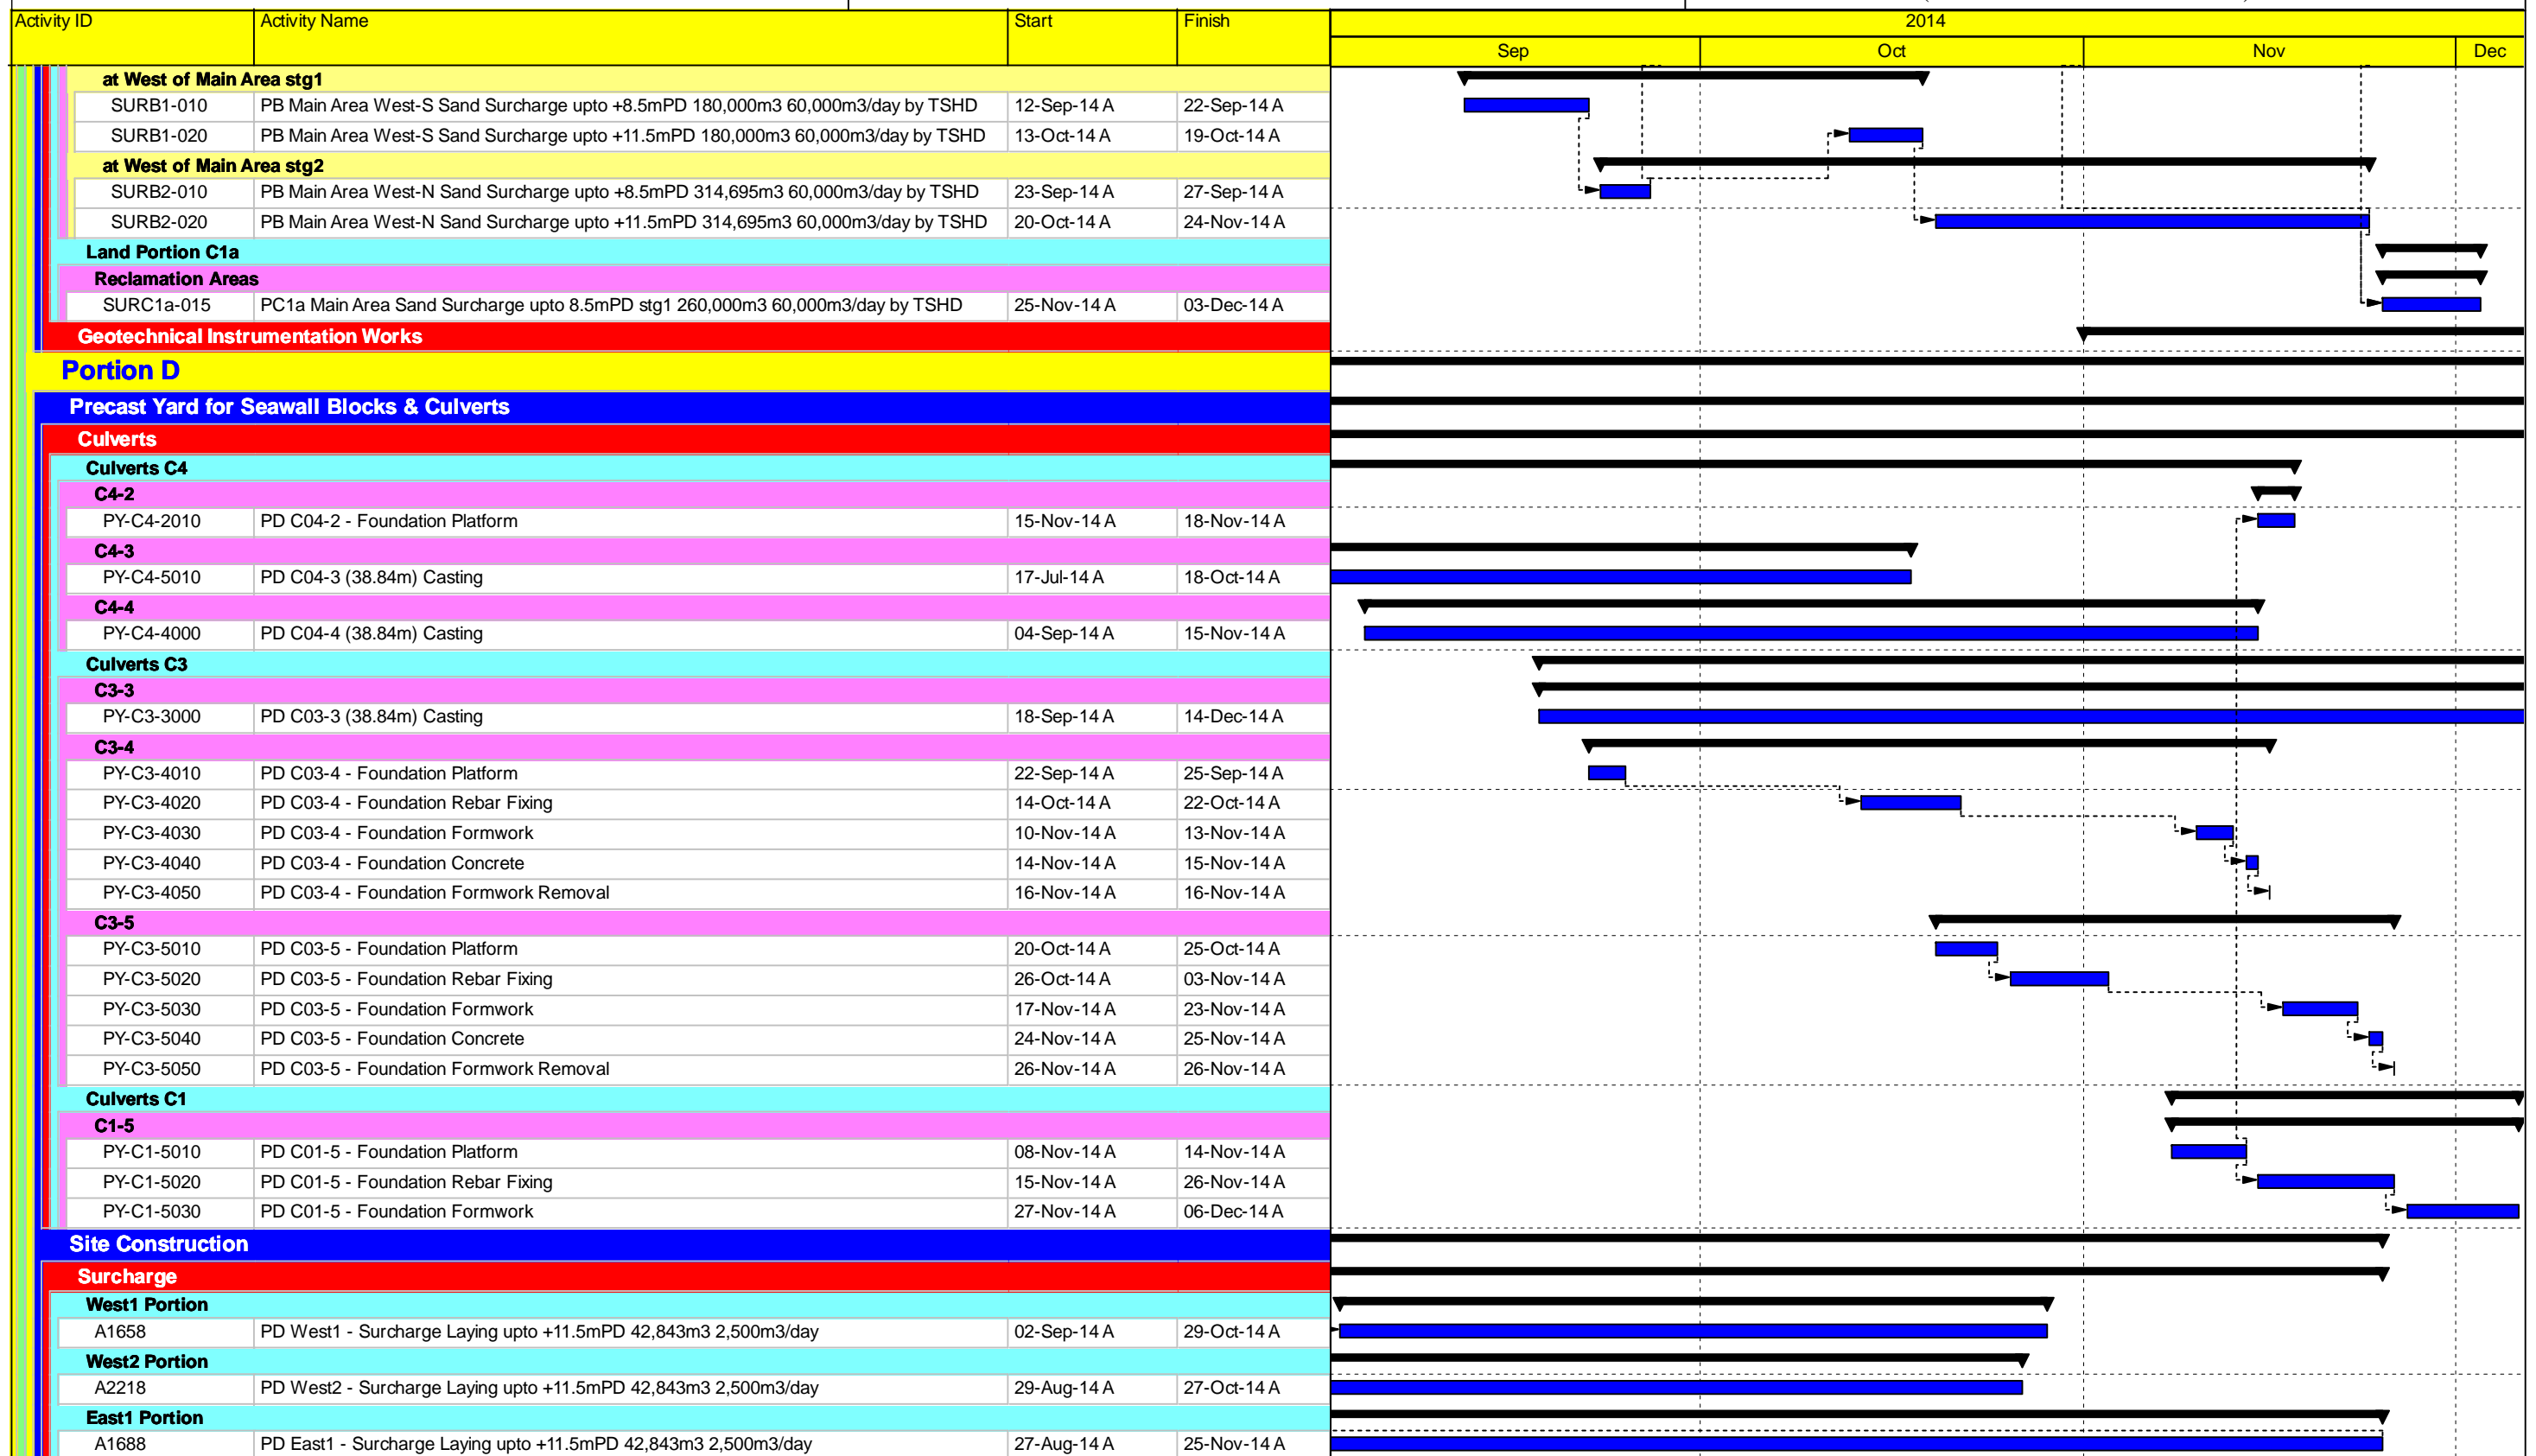 Activity ID Activity Name Start Finish 2014
Sep Oct Nov Dec
at West of Main Area stg1
SURB1-010 PB Main Area West-S Sand Surcharge upto +8.5mPD 180,000m3 60,000m3/day by TSHD 12-Sep-14 A 22-Sep-14 A
SURB1-020 PB Main Area West-S Sand Surcharge upto +11.5mPD 180,000m3 60,000m3/day by TSHD 13-Oct-14 A 19-Oct-14 A
at West of Main Area stg2
SURB2-010 PB Main Area West-N Sand Surcharge upto +8.5mPD 314,695m3 60,000m3/day by TSHD 23-Sep-14 A 27-Sep-14 A
SURB2-020 PB Main Area West-N Sand Surcharge upto +11.5mPD 314,695m3 60,000m3/day by TSHD 20-Oct-14 A 24-Nov-14 A
Land Portion C1a
Reclamation Areas
SURC1a-015 PC1a Main Area Sand Surcharge upto 8.5mPD stg1 260,000m3 60,000m3/day by TSHD 25-Nov-14 A 03-Dec-14 A
Geotechnical Instrumentation Works
Portion D
Precast Yard for Seawall Blocks & Culverts
Culverts
Culverts C4
C4-2
PY-C4-2010 PD C04-2 - Foundation Platform 15-Nov-14 A 18-Nov-14 A
C4-3
PY-C4-5010 PD C04-3 (38.84m) Casting 17-Jul-14 A 18-Oct-14 A
C4-4
PY-C4-4000 PD C04-4 (38.84m) Casting 04-Sep-14 A 15-Nov-14 A
Culverts C3
C3-3
PY-C3-3000 PD C03-3 (38.84m) Casting 18-Sep-14 A 14-Dec-14 A
C3-4
PY-C3-4010 PD C03-4 - Foundation Platform 22-Sep-14 A 25-Sep-14 A
PY-C3-4020 PD C03-4 - Foundation Rebar Fixing 14-Oct-14 A 22-Oct-14 A
PY-C3-4030 PD C03-4 - Foundation Formwork 10-Nov-14 A 13-Nov-14 A
PY-C3-4040 PD C03-4 - Foundation Concrete 14-Nov-14 A 15-Nov-14 A
PY-C3-4050 PD C03-4 - Foundation Formwork Removal 16-Nov-14 A 16-Nov-14 A
C3-5
PY-C3-5010 PD C03-5 - Foundation Platform 20-Oct-14 A 25-Oct-14 A
PY-C3-5020 PD C03-5 - Foundation Rebar Fixing 26-Oct-14 A 03-Nov-14 A
PY-C3-5030 PD C03-5 - Foundation Formwork 17-Nov-14 A 23-Nov-14 A
PY-C3-5040 PD C03-5 - Foundation Concrete 24-Nov-14 A 25-Nov-14 A
PY-C3-5050 PD C03-5 - Foundation Formwork Removal 26-Nov-14 A 26-Nov-14 A
Culverts C1
C1-5
PY-C1-5010 PD C01-5 - Foundation Platform 08-Nov-14 A 14-Nov-14 A
PY-C1-5020 PD C01-5 - Foundation Rebar Fixing 15-Nov-14 A 26-Nov-14 A
PY-C1-5030 PD C01-5 - Foundation Formwork 27-Nov-14 A 06-Dec-14 A
Site Construction
Surcharge
West1 Portion
A1658 PD West1 - Surcharge Laying upto +11.5mPD 42,843m3 2,500m3/day 02-Sep-14 A 29-Oct-14 A
West2 Portion
A2218 PD West2 - Surcharge Laying upto +11.5mPD 42,843m3 2,500m3/day 29-Aug-14 A 27-Oct-14 A
East1 Portion
A1688 PD East1 - Surcharge Laying upto +11.5mPD 42,843m3 2,500m3/day 27-Aug-14 A 25-Nov-14 A